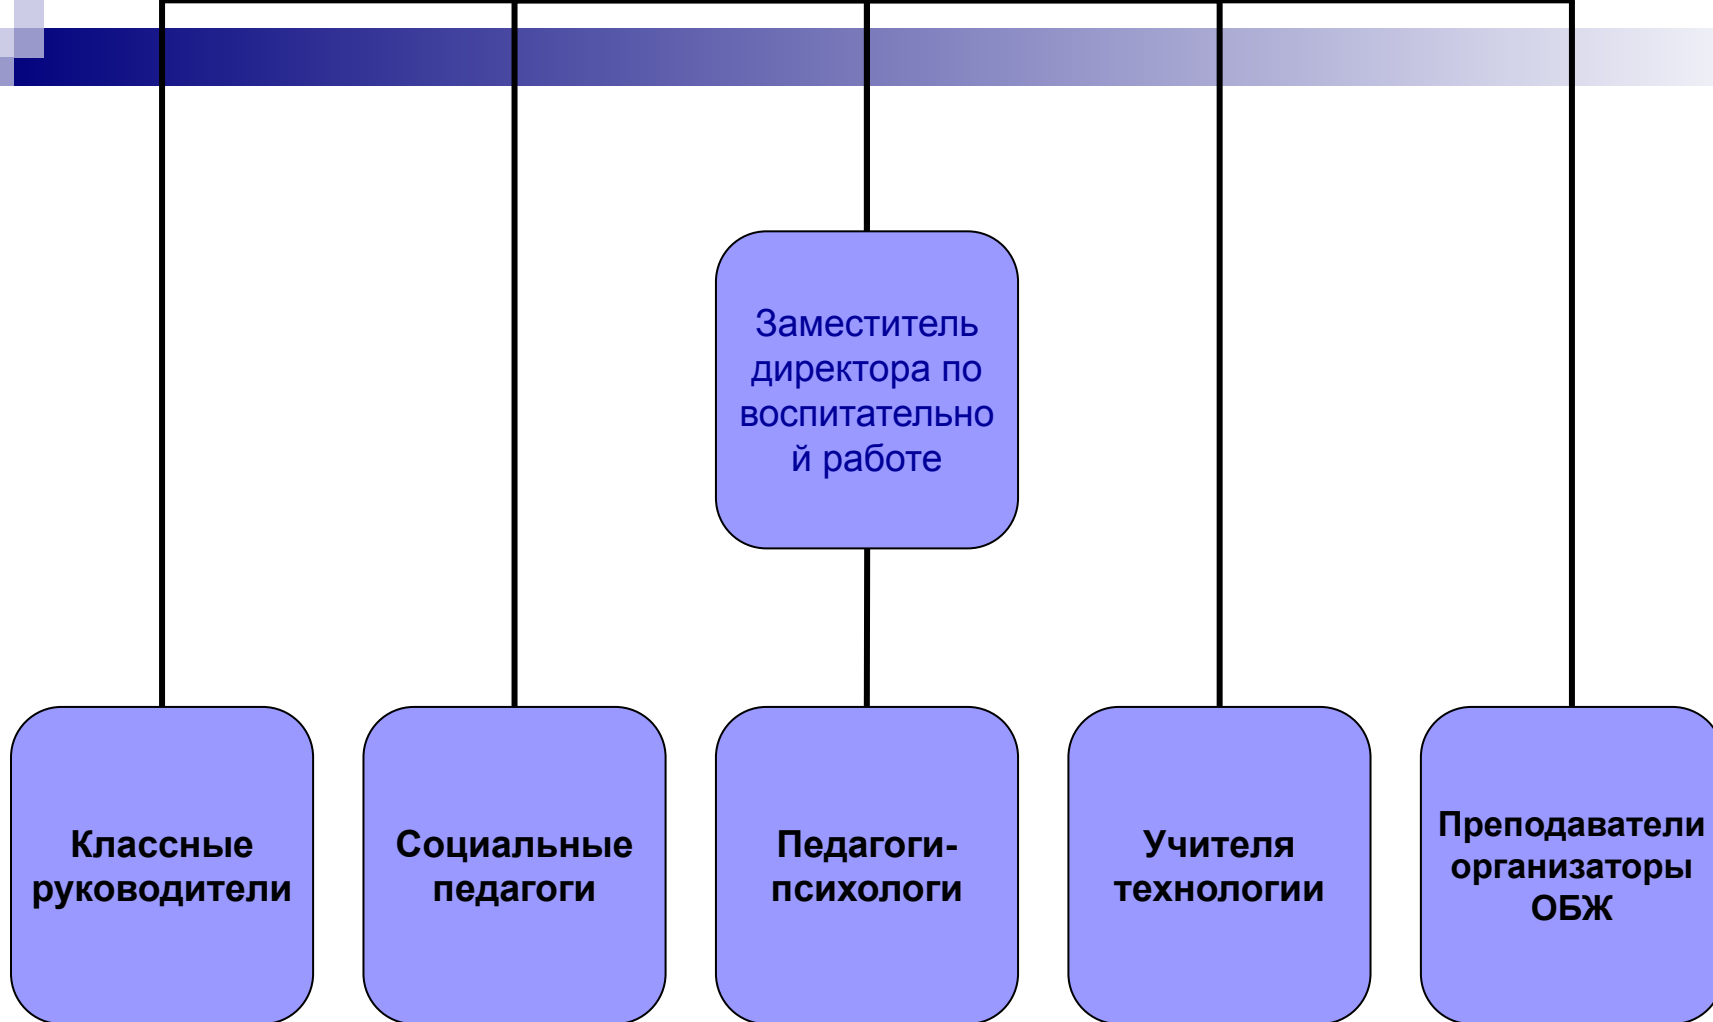 Заместитель
директора по
воспитательно
й работе
Классные
руководители
Социальные
педагоги
Педагоги-
психологи
Учителя
технологии
Преподаватели
организаторы
ОБЖ